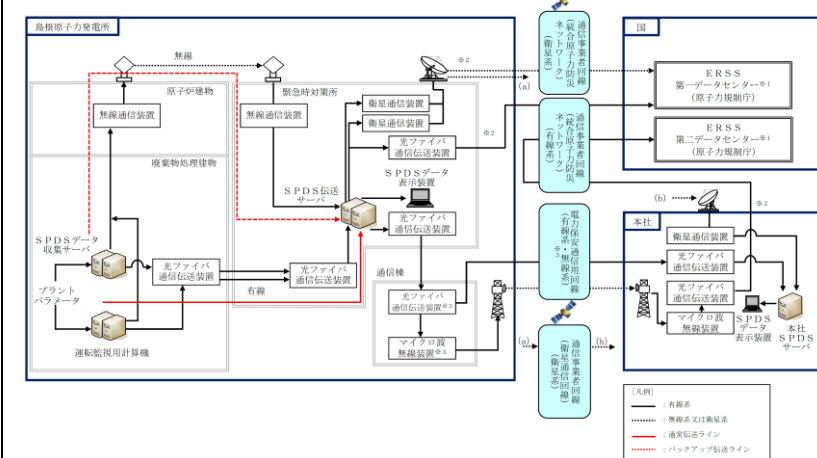 島根原子力発電所
無線
※2
(a)
原子炉建物
緊急時対策所
無線通信装置
無線通信装置
衛星通信装置
衛星通信装置
光ファイバ
通信伝送装置
※2
廃棄物処理建物
SPDS伝送
サーバ
SPDSデータ
表示装置
光ファイバ
通信伝送装置
SPDSデータ
収集サーバ
光ファイバ
通信伝送装置
光ファイバ
通信伝送装置
プラント
パラメータ
有線
運転監視用計算機
通信棟
光ファイバ
通信伝送装置※3
マイクロ波
無線装置※3
通信事業者回線
(統合原子力防災
ネットワーク)
(衛星系)
通信事業者回線
(統合原子力防災
ネットワーク)
(有線系)
電力保安通信用回線
(有線系・無線系)
※3
(a)
通信事業者回線
(衛星通信回線)
(衛星系)
(b)
国
ERSS
第一データセンター※1
(原子力規制庁)
ERSS
第二データセンター※1
(原子力規制庁)
(b)
※2
本社
衛星通信装置
光ファイバ
通信伝送装置
光ファイバ
通信伝送装置
マイクロ波
無線装置
SPDS
データ
表示装置
本社
SPDS
サーバ
[凡例]
:有線系
:無線系又は衛星系
:通常伝送ライン
:バックアップ伝送ライン